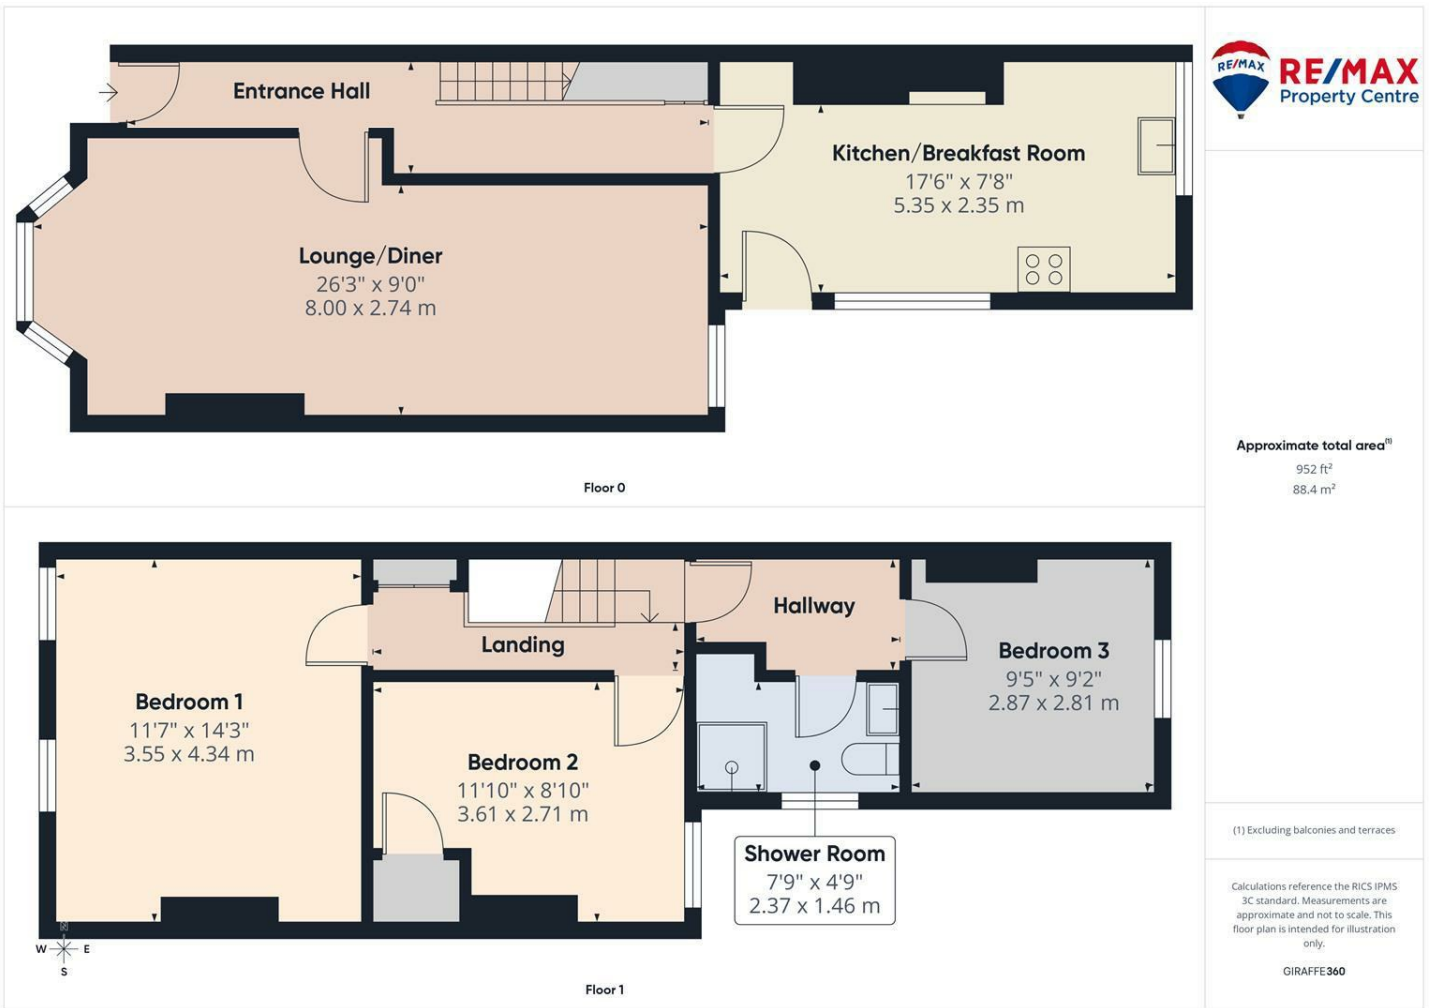 Entrance Hall
Kitchen/Breakfast Room
17'6" x 7'8"
5.35 x 2.35 m
Lounge/Diner
26'3" x 9'0"
8.00 x 2.74 m
Floor 0
Hallway
Landing
Bedroom 1
11'7" x 14'3"
3.55 x 4.34 m
Bedroom 2
11'10" x 8'10"
3.61 x 2.71 m
Bedroom 3
9'5" x 9'2"
2.87 x 2.81 m
Shower Room
7'9" x 4'9"
2.37 x 1.46 m
W E
S
Floor 1
RE/MAX
RE/MAX
Property Centre
Approximate total area(1)
952 ft²
88.4 m²
(1) Excluding balconies and terraces
Calculations reference the RICS IPMS
3C standard. Measurements are
approximate and not to scale. This
floor plan is intended for illustration
only.
GIRAFFE360